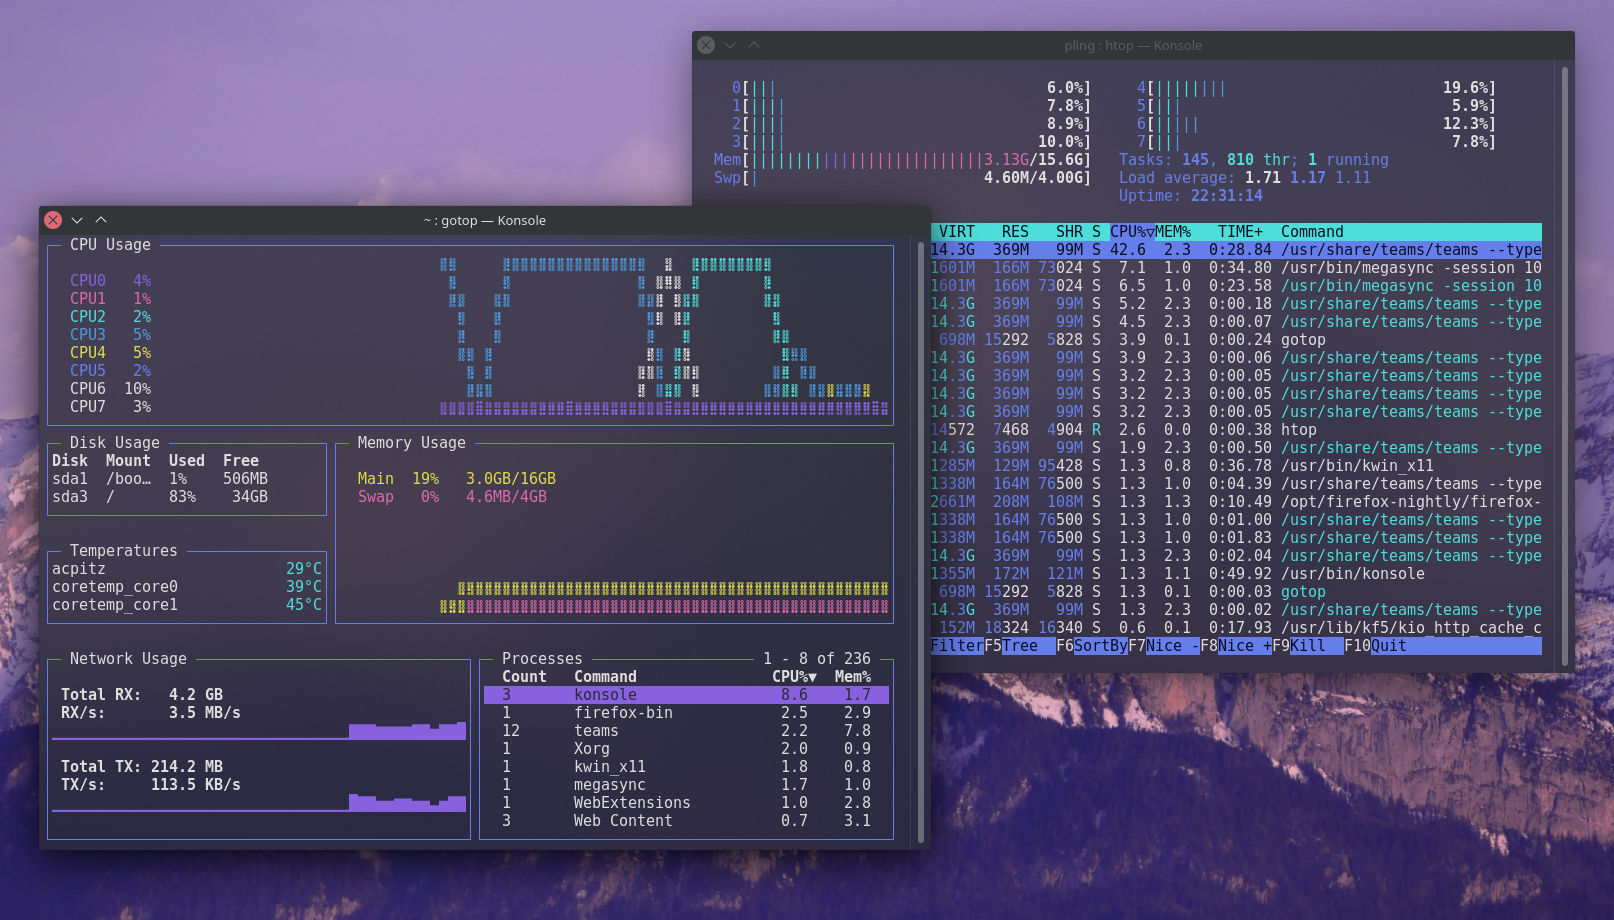 pling : htop — Konsole
0[||| 6.0%] 4[|||||||| 19.6%]
1[|||| 7.8%] 5[||| 5.9%]
2[|||| 8.9%] 6[||||| 12.3%]
3[|||| 10.0%] 7[||| 7.8%]
Mem[||||||||||||||||||||||||||3.13G/15.6G] Tasks: 145, 810 thr; 1 running
Swp[| 4.60M/4.00G] Load average: 1.71 1.17 1.11
Uptime: 22:31:14
VIRT RES SHR S CPU%▽MEM% TIME+ Command
14.3G 369M 99M S 42.6 2.3 0:28.84 /usr/share/teams/teams --type
1601M 166M 73024 S 7.1 1.0 0:34.80 /usr/bin/megasync -session 10
1601M 166M 73024 S 6.5 1.0 0:23.58 /usr/bin/megasync -session 10
14.3G 369M 99M S 5.2 2.3 0:00.18 /usr/share/teams/teams --type
14.3G 369M 99M S 4.5 2.3 0:00.07 /usr/share/teams/teams --type
698M 15292 5828 S 3.9 0.1 0:00.24 gotop
14.3G 369M 99M S 3.9 2.3 0:00.06 /usr/share/teams/teams --type
14.3G 369M 99M S 3.2 2.3 0:00.05 /usr/share/teams/teams --type
14.3G 369M 99M S 3.2 2.3 0:00.05 /usr/share/teams/teams --type
14.3G 369M 99M S 3.2 2.3 0:00.05 /usr/share/teams/teams --type
14572 7468 4904 R 2.6 0.0 0:00.38 htop
14.3G 369M 99M S 1.9 2.3 0:00.50 /usr/share/teams/teams --type
1285M 129M 95428 S 1.3 0.8 0:36.78 /usr/bin/kwin_x11
1338M 164M 76500 S 1.3 1.0 0:04.39 /usr/share/teams/teams --type
2661M 208M 108M S 1.3 1.3 0:10.49 /opt/firefox-nightly/firefox-
1338M 164M 76500 S 1.3 1.0 0:01.00 /usr/share/teams/teams --type
1338M 164M 76500 S 1.3 1.0 0:01.83 /usr/share/teams/teams --type
14.3G 369M 99M S 1.3 2.3 0:02.04 /usr/share/teams/teams --type
1355M 172M 121M S 1.3 1.1 0:49.92 /usr/bin/konsole
698M 15292 5828 S 1.3 0.1 0:00.03 gotop
14.3G 369M 99M S 1.3 2.3 0:00.02 /usr/share/teams/teams --type
152M 18324 16340 S 0.6 0.1 0:17.93 /usr/lib/kf5/kio_http_cache_c
Filter F5Tree F6SortBy F7Nice - F8Nice + F9Kill F10Quit
~ : gotop — Konsole
CPU Usage
CPU0 4%
CPU1 1%
CPU2 2%
CPU3 5%
CPU4 5%
CPU5 2%
CPU6 10%
CPU7 3%
Disk Usage
Disk Mount Used Free
sda1 /boo… 1% 506MB
sda3 / 83% 34GB
Memory Usage
Main 19% 3.0GB/16GB
Swap 0% 4.6MB/4GB
Temperatures
acpitz 29°C
coretemp_core0 39°C
coretemp_core1 45°C
Network Usage
Total RX: 4.2 GB
RX/s: 3.5 MB/s
Total TX: 214.2 MB
TX/s: 113.5 KB/s
Processes 1 - 8 of 236
Count Command CPU%▼ Mem%
3 konsole 8.6 1.7
1 firefox-bin 2.5 2.9
12 teams 2.2 7.8
1 Xorg 2.0 0.9
1 kwin_x11 1.8 0.8
1 megasync 1.7 1.0
1 WebExtensions 1.0 2.8
3 Web Content 0.7 3.1